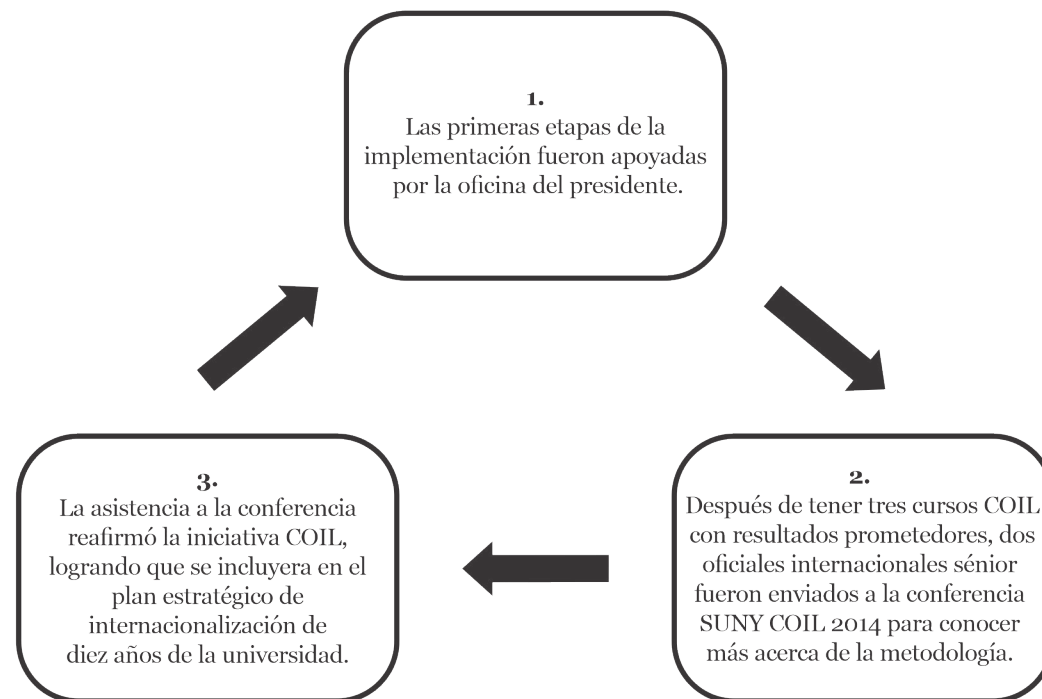 1.
Las primeras etapas de la
implementación fueron apoyadas
por la oficina del presidente.
2.
Después de tener tres cursos COIL
con resultados prometedores, dos
oficiales internacionales sénior
fueron enviados a la conferencia
SUNY COIL 2014 para conocer
más acerca de la metodología.
3.
La asistencia a la conferencia
reafirmó la iniciativa COIL,
logrando que se incluyera en el
plan estratégico de
internacionalización de
diez años de la universidad.